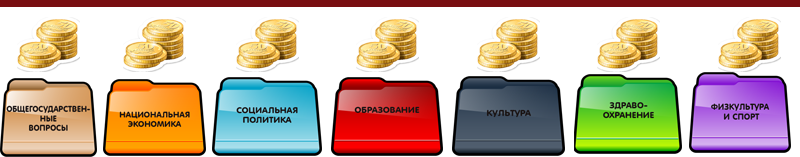 ОБЩЕГОСУДАРСТВЕН-
НЫЕ
ВОПРОСЫ
НАЦИОНАЛЬНАЯ
ЭКОНОМИКА
СОЦИАЛЬНАЯ
ПОЛИТИКА
ОБРАЗОВАНИЕ
КУЛЬТУРА
ЗДРАВО-
ОХРАНЕНИЕ
ФИЗКУЛЬТУРА
И СПОРТ